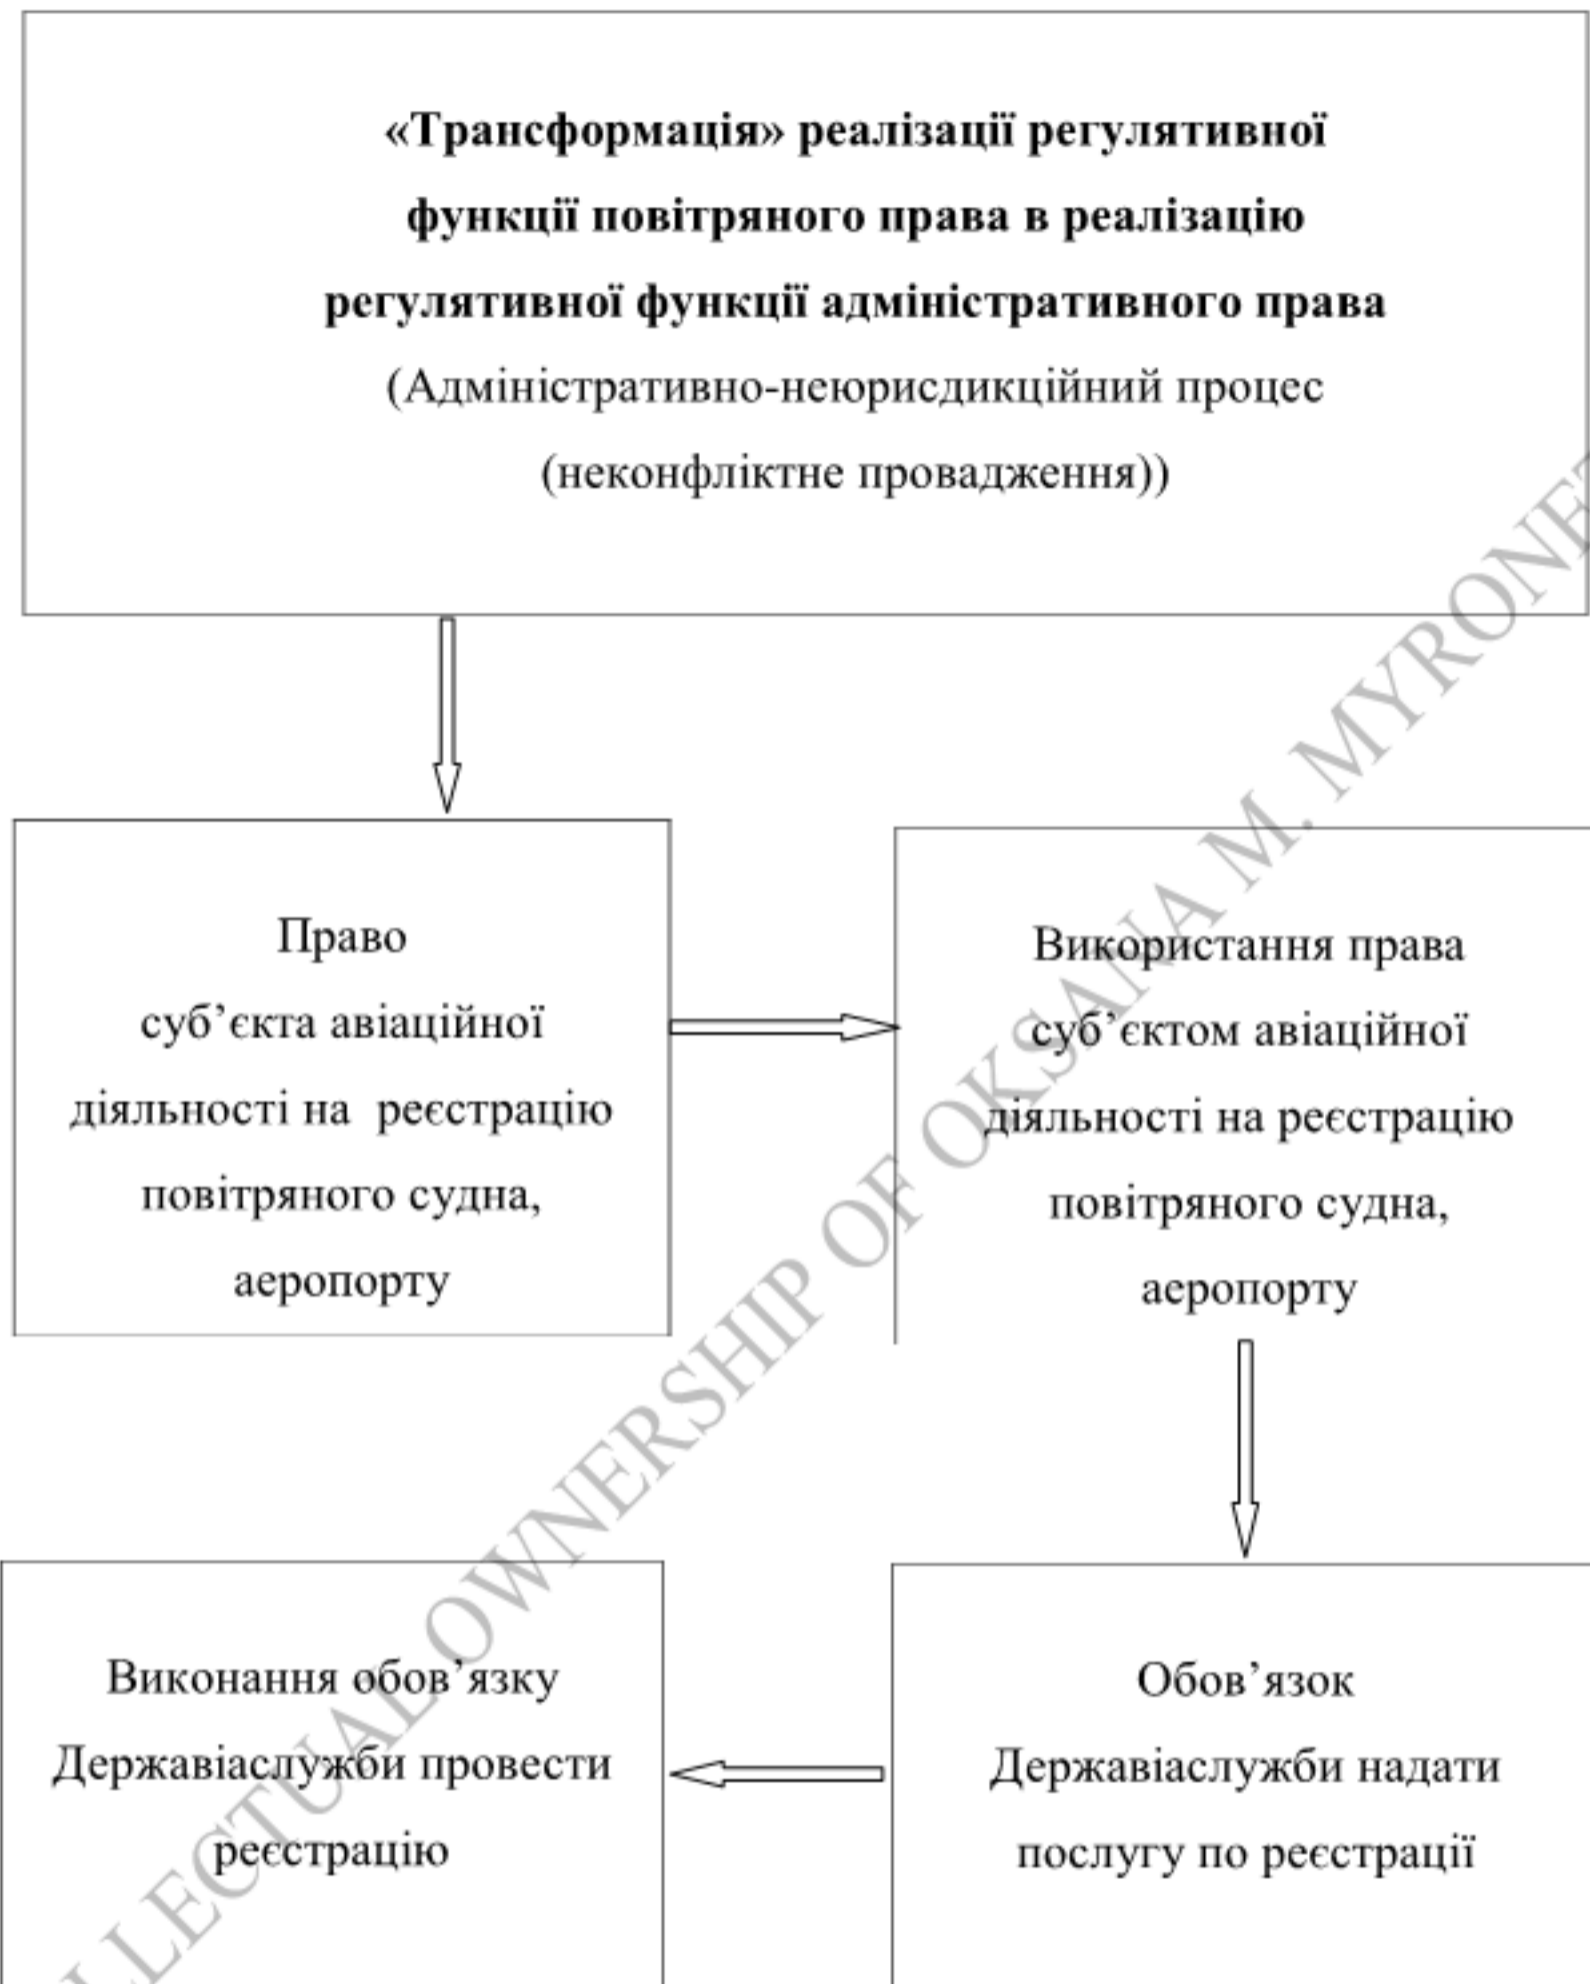 «Трансформація» реалізації регулятивної
функції повітряного права в реалізацію
регулятивної функції адміністративного права
(Адміністративно-неюрисдикційний процес
(неконфліктне провадження))
Право
суб’єкта авіаційної
діяльності на реєстрацію
повітряного судна,
аеропорту
Використання права
суб’єктом авіаційної
діяльності на реєстрацію
повітряного судна,
аеропорту
Виконання обов’язку
Державіаслужби провести
реєстрацію
Обов’язок
Державіаслужби надати
послугу по реєстрації
OWNERSHIP OF OKSANA M.